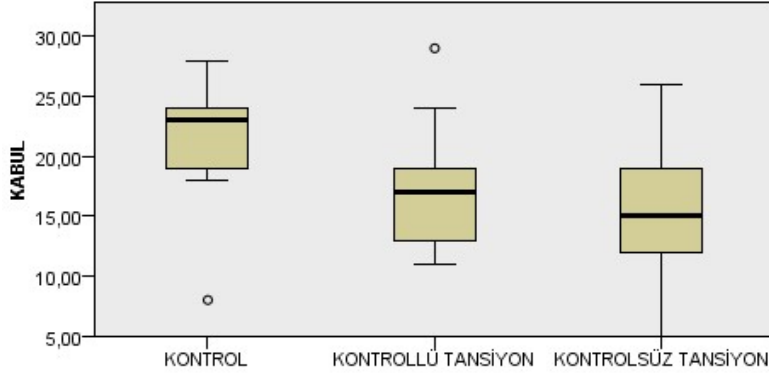 KABUL
30,00
25,00
20,00
15,00
10,00
5,00
KONTROL
KONTROLLÜ TANSİYON
KONTROLSÜZ TANSİYON